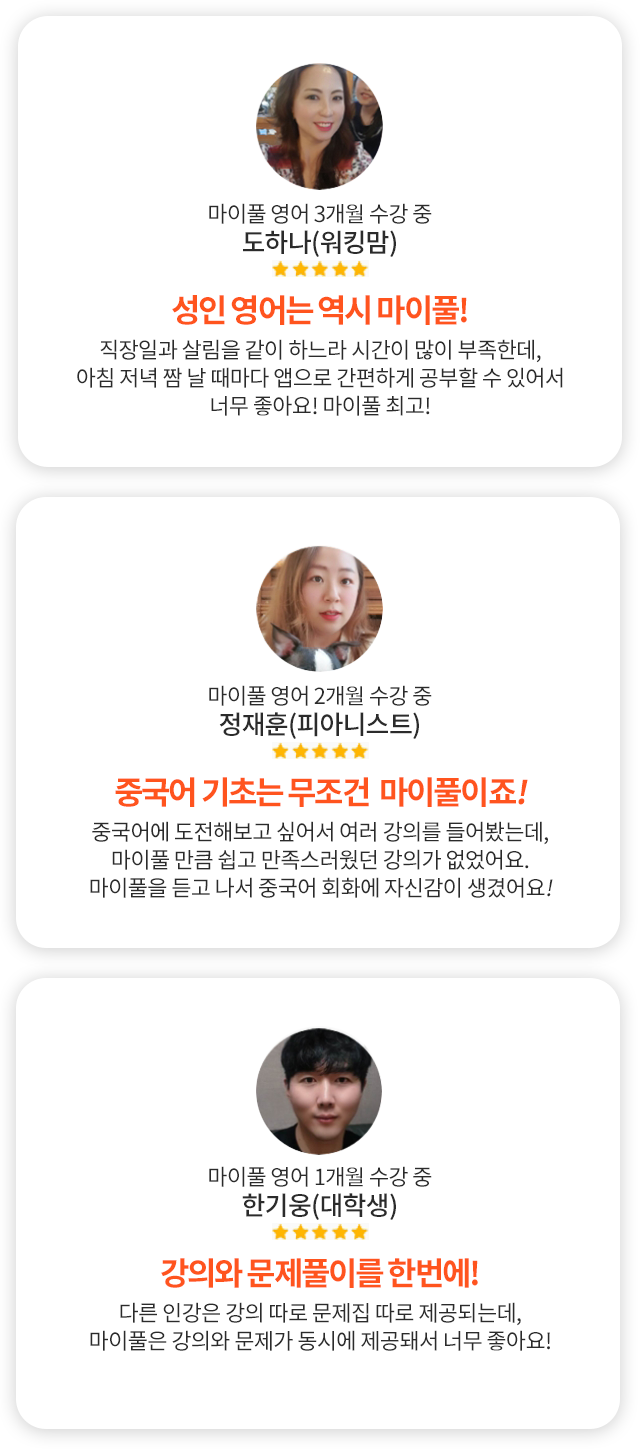 마이풀 영어 3개월 수강 중
도하나(워킹맘)
성인 영어는 역시 마이풀!
직장일과 살림을 같이 하느라 시간이 많이 부족한데,
아침 저녁 짬 날 때마다 앱으로 간편하게 공부할 수 있어서
너무 좋아요! 마이풀 최고!
마이풀 영어 2개월 수강 중
정재훈(피아니스트)
중국어 기초는 무조건 마이풀이죠!
중국어에 도전해보고 싶어서 여러 강의를 들어봤는데,
마이풀 만큼 쉽고 만족스러웠던 강의가 없었어요.
마이풀을 듣고 나서 중국어 회화에 자신감이 생겼어요!
마이풀 영어 1개월 수강 중
한기웅(대학생)
강의와 문제풀이를 한번에!
다른 인강은 강의 따로 문제집 따로 제공되는데,
마이풀은 강의와 문제가 동시에 제공돼서 너무 좋아요!